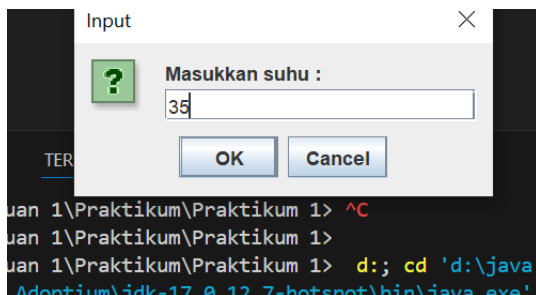 Input
Masukkan suhu :
35
OK Cancel
TER
uan 1\Praktikum\Praktikum 1> ^C
uan 1\Praktikum\Praktikum 1>
uan 1\Praktikum\Praktikum 1> d:; cd 'd:\java
Adoptium\jdk-17.0.12.7-hotspot\bin\java.exe'